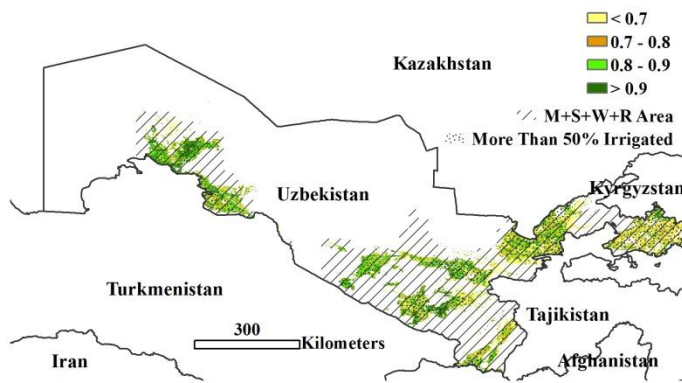 < 0.7
0.7 - 0.8
0.8 - 0.9
> 0.9
Kazakhstan
M+S+W+R Area
More Than 50% Irrigated
Kyrgyzstan
Uzbekistan
Turkmenistan
Tajikistan
300
Kilometers
Iran
Afghanistan